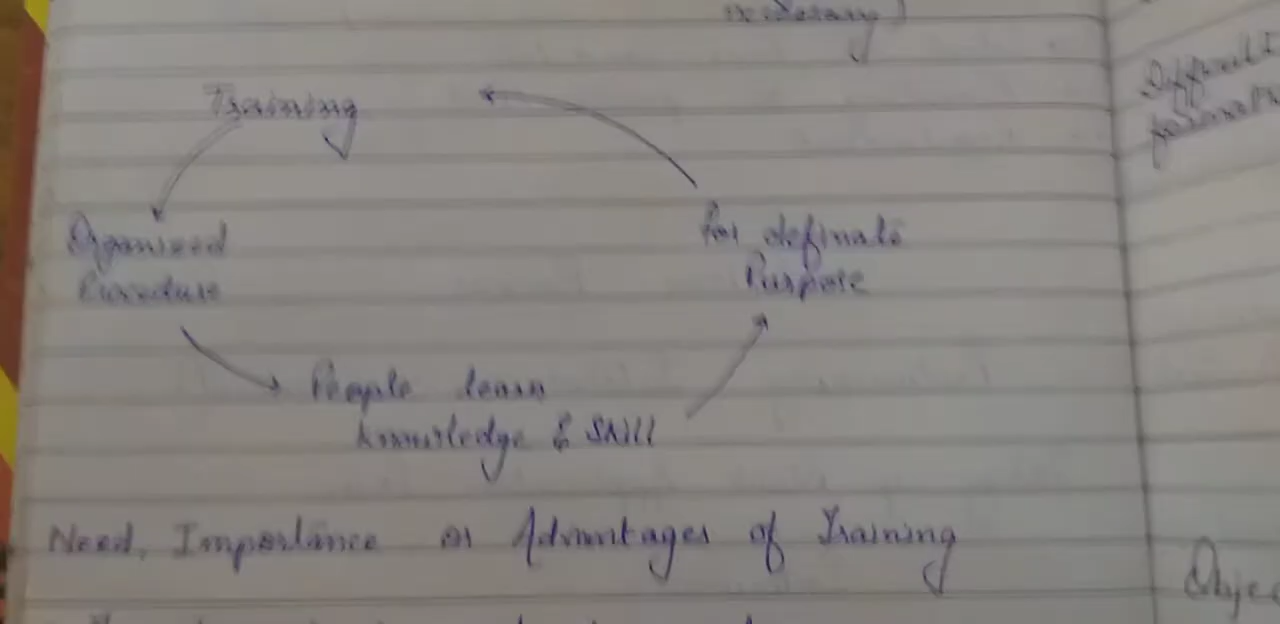 Training
Organised
Procedure
For definate
Purpose
People learn
knowledge & Skill
Need, Importance or Advantages of Training